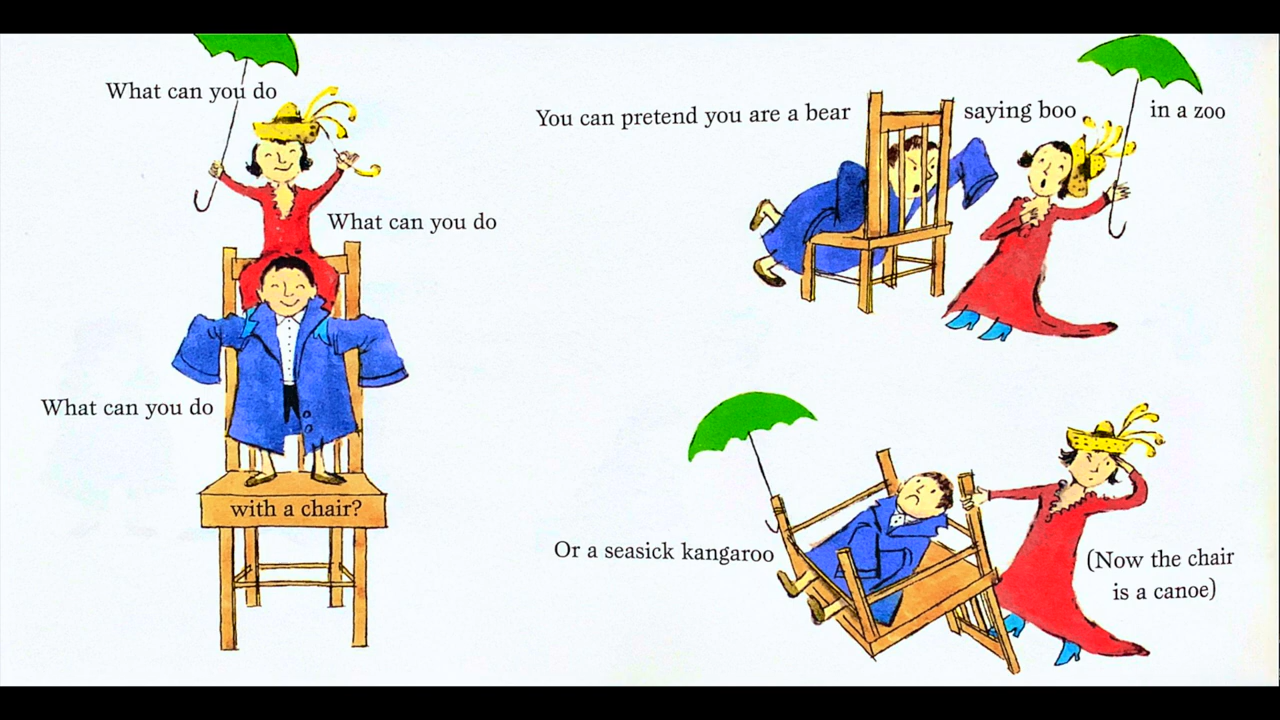 What can you do
What can you do
What can you do
with a chair?
You can pretend you are a bear
saying boo
in a zoo
Or a seasick kangaroo
(Now the chair
is a canoe)